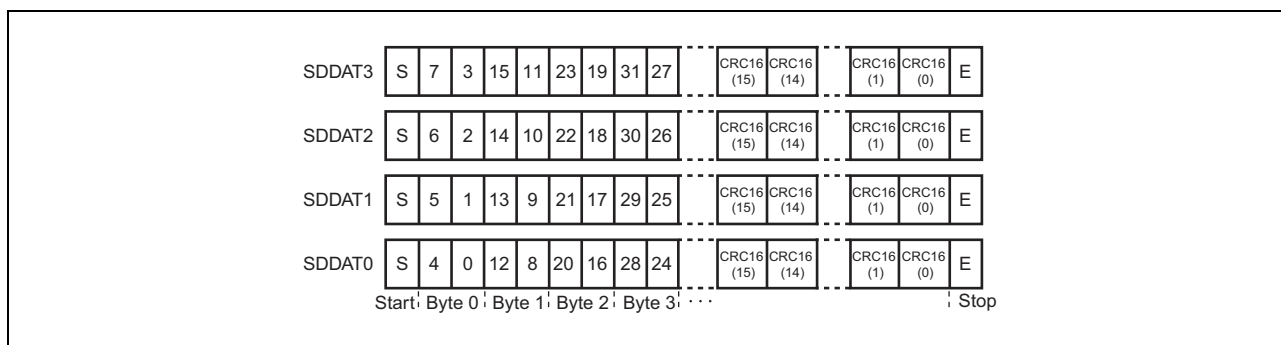 SDDAT3 S 7 3 15 11 23 19 31 27 CRC16 (15) CRC16 (14) CRC16 (1) CRC16 (0) E
SDDAT2 S 6 2 14 10 22 18 30 26 CRC16 (15) CRC16 (14) CRC16 (1) CRC16 (0) E
SDDAT1 S 5 1 13 9 21 17 29 25 CRC16 (15) CRC16 (14) CRC16 (1) CRC16 (0) E
SDDAT0 S 4 0 12 8 20 16 28 24 CRC16 (15) CRC16 (14) CRC16 (1) CRC16 (0) E
Start Byte 0 Byte 1 Byte 2 Byte 3 · · · Stop